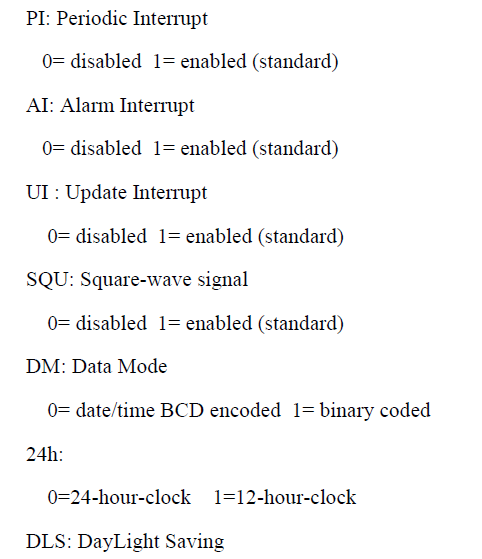 PI: Periodic Interrupt
0= disabled 1= enabled (standard)
AI: Alarm Interrupt
0= disabled 1= enabled (standard)
UI : Update Interrupt
0= disabled 1= enabled (standard)
SQU: Square-wave signal
0= disabled 1= enabled (standard)
DM: Data Mode
0= date/time BCD encoded 1= binary coded
24h:
0=24-hour-clock 1=12-hour-clock
DLS: DayLight Saving